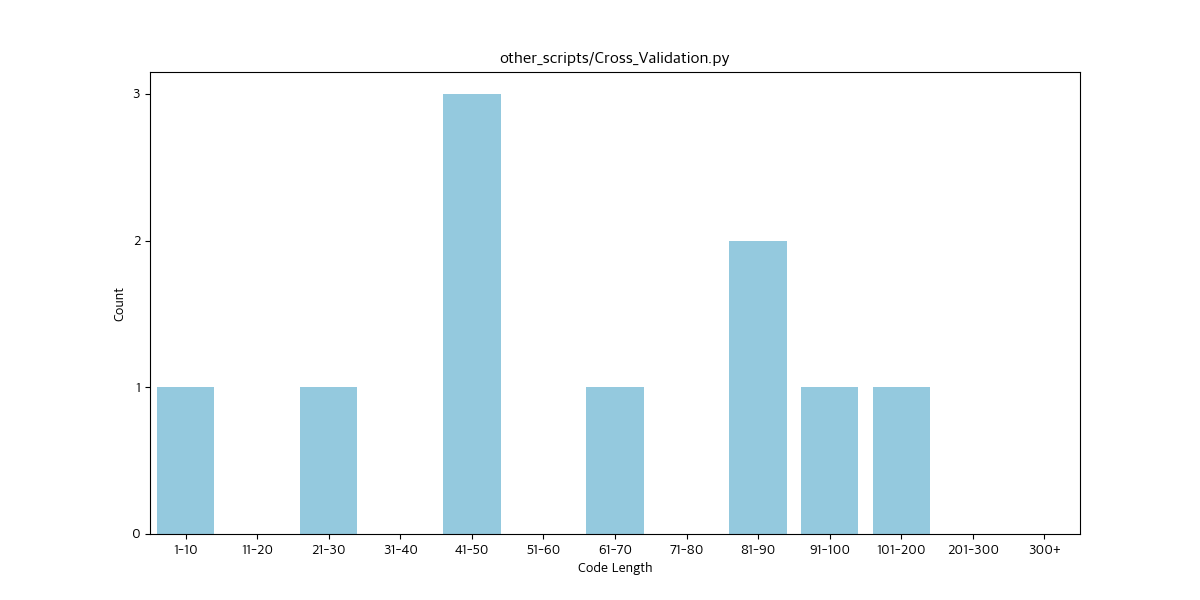 other_scripts/Cross_Validation.py
3
2
1
0
Count
1-10 11-20 21-30 31-40 41-50 51-60 61-70 71-80 81-90 91-100 101-200 201-300 300+
Code Length